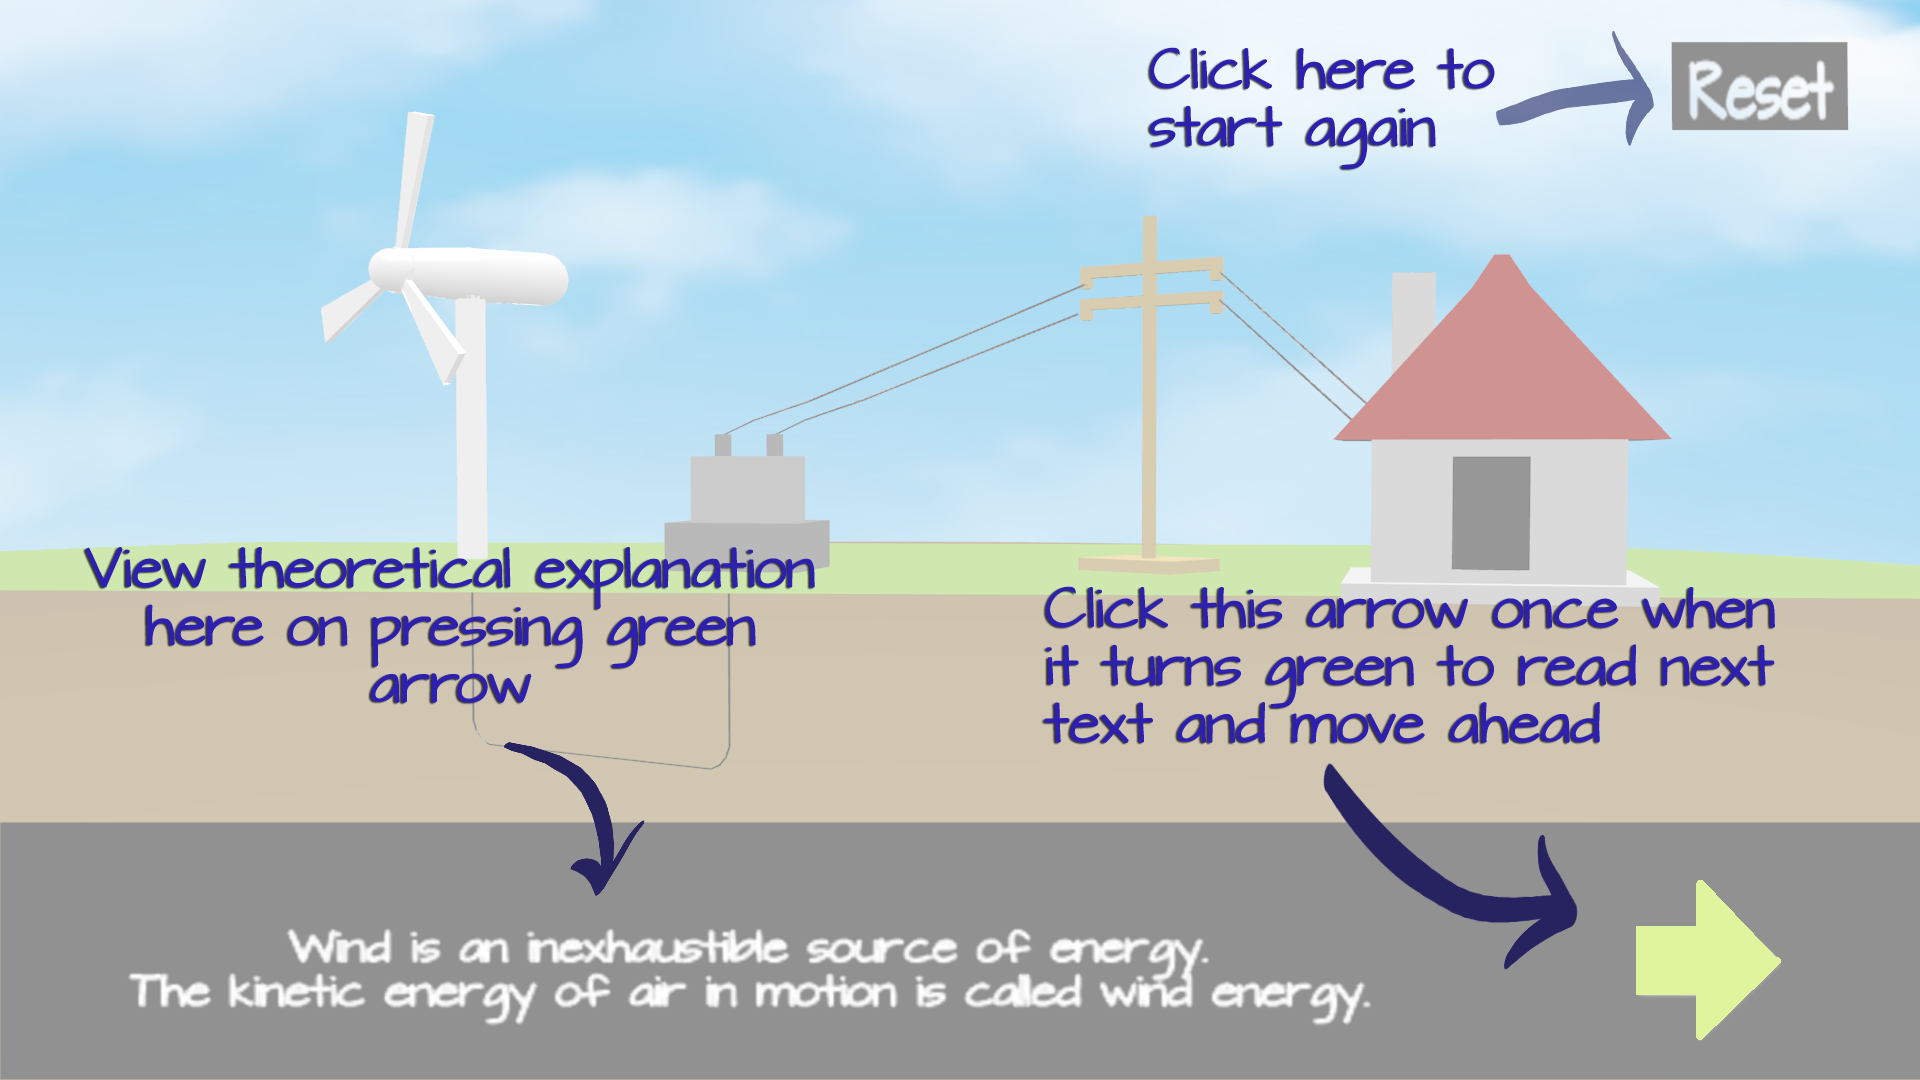 Click here to
start again
Reset
View theoretical explanation
here on pressing green
arrow
Click this arrow once when
it turns green to read next
text and move ahead
Wind is an inexhaustible source of energy.
The kinetic energy of air in motion is called wind energy.